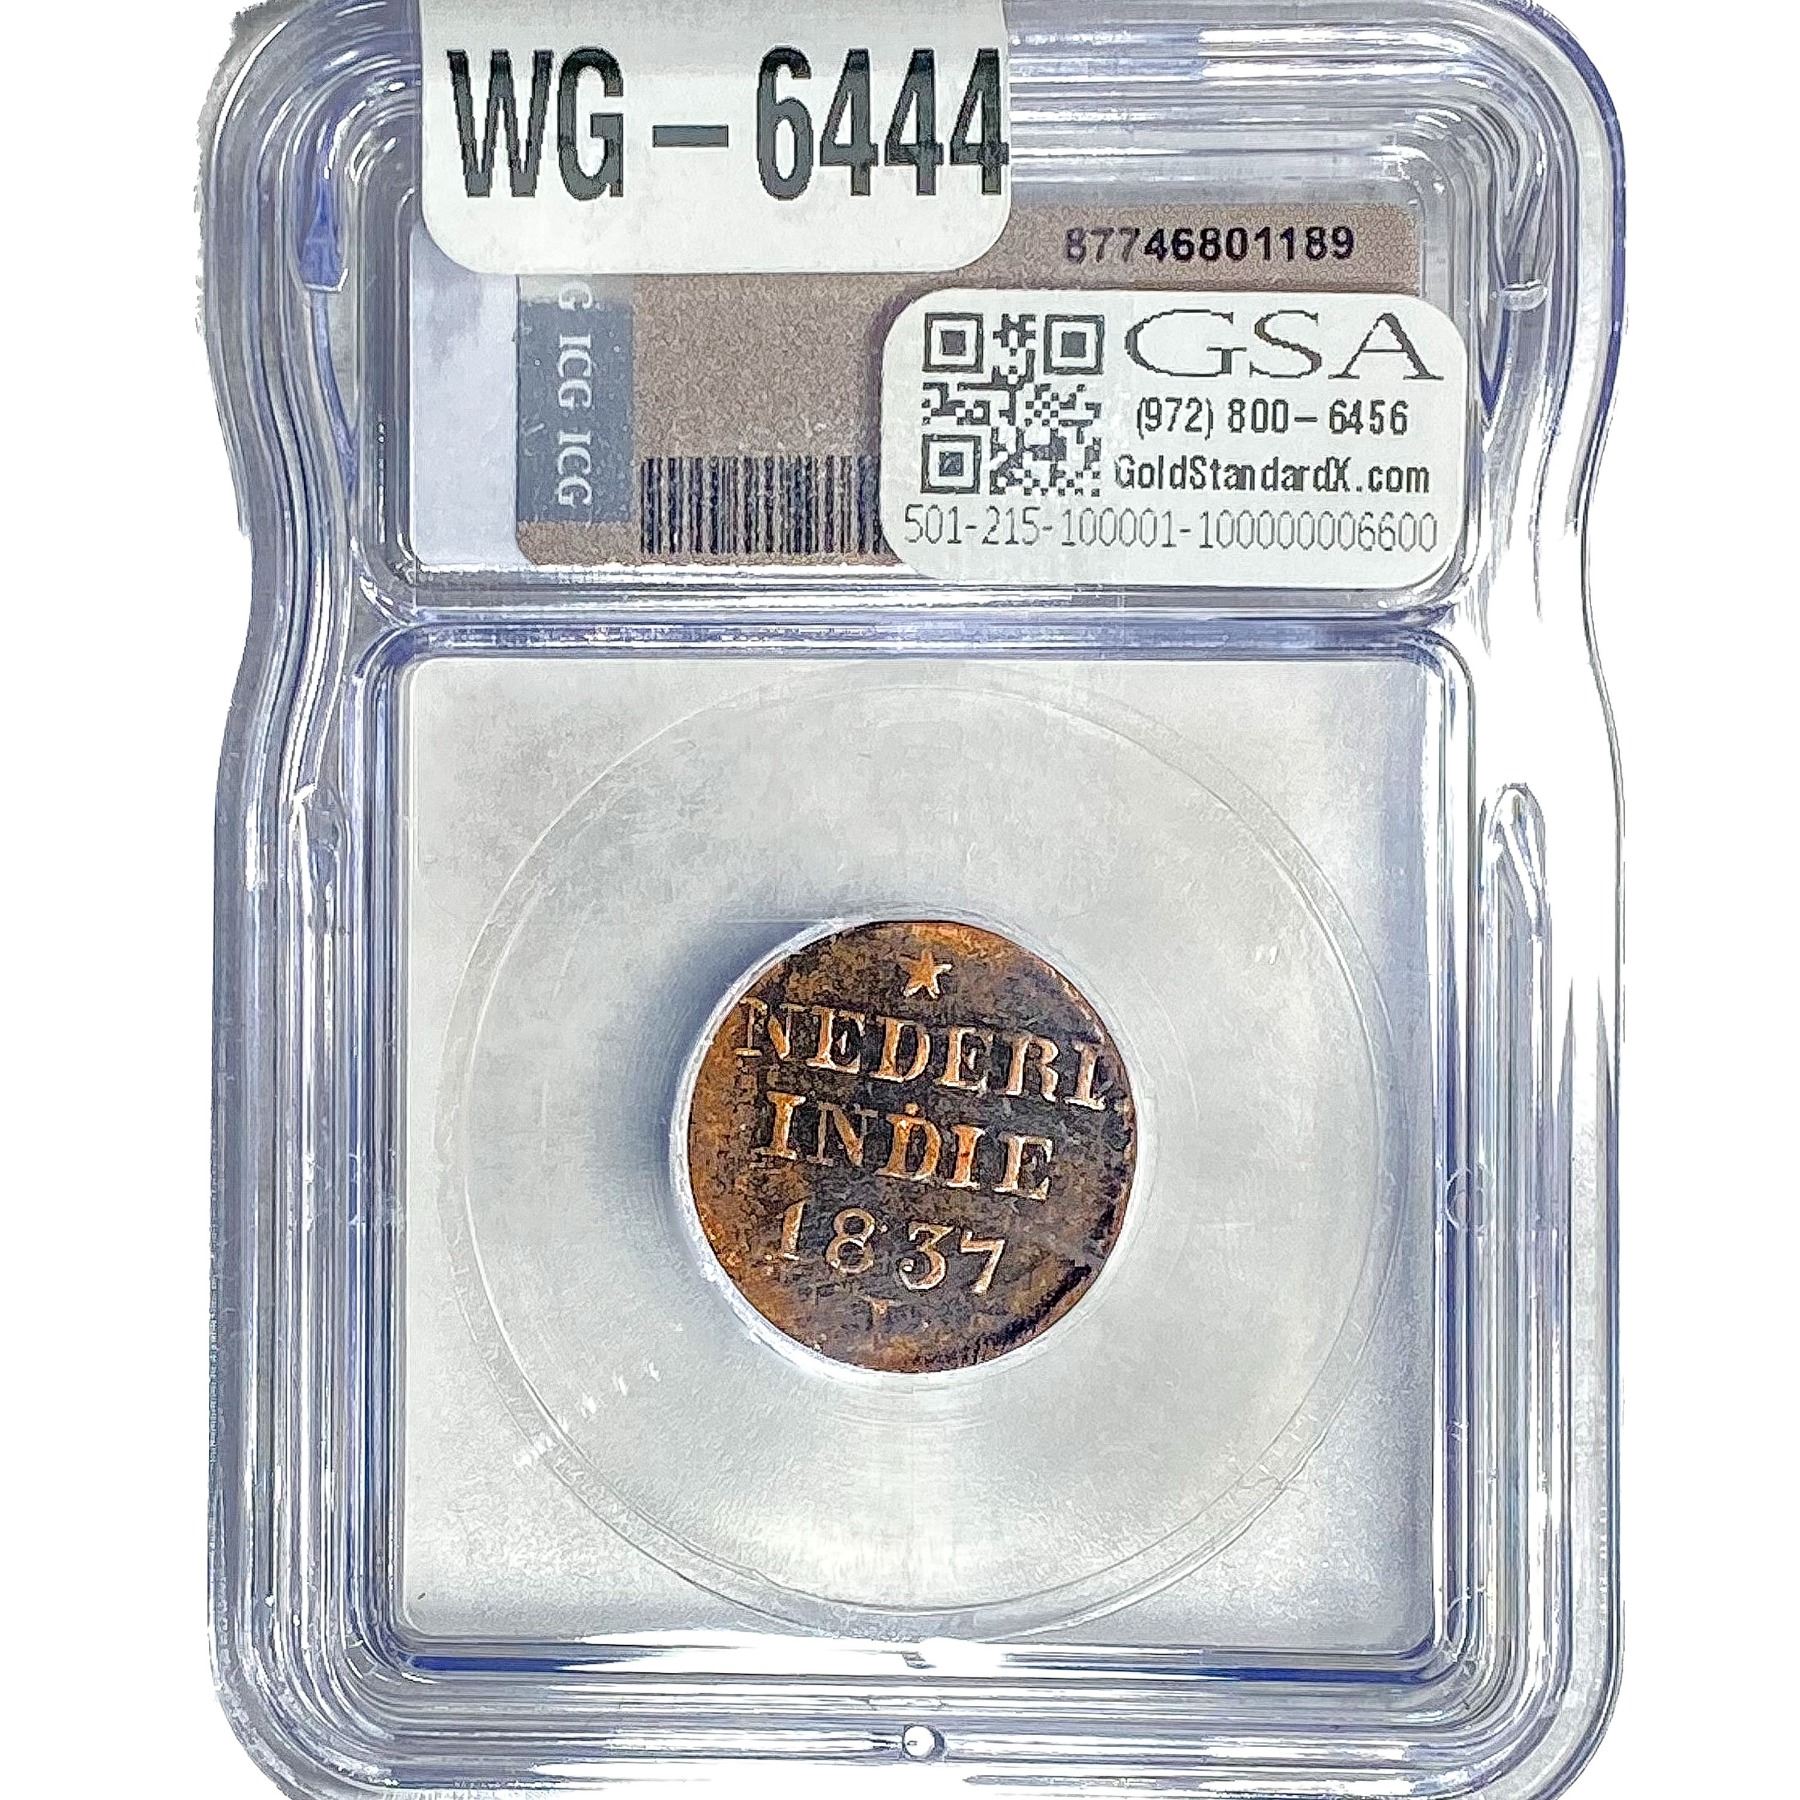 WG-6444
87746801189
G ICG ICG
GSA
(972) 800-6456
GoldStandardX.com
501-215-100001-100000006600
NEDERL.
INDIE
1837